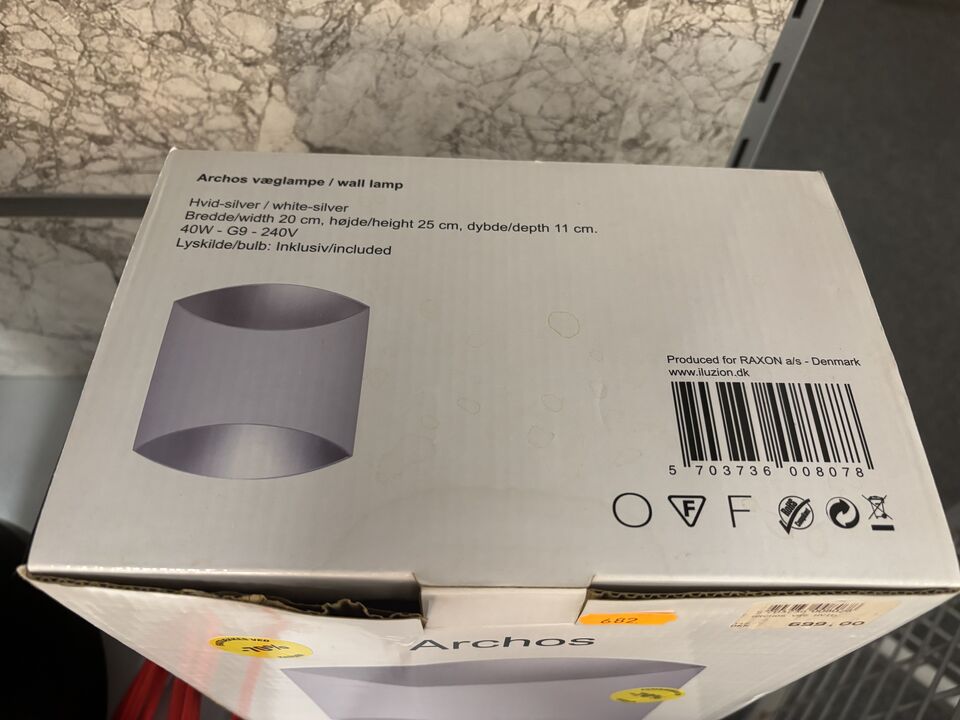 Archos væglampe / wall lamp
Hvid-silver / white-silver
Bredde/width 20 cm, højde/height 25 cm, dybde/depth 11 cm.
40W - G9 - 240V
Lyskilde/bulb: Inklusiv/included
Produced for RAXON a/s - Denmark
www.iluzion.dk
5 703736 008078
F F RoHS
682
699,00
Archos